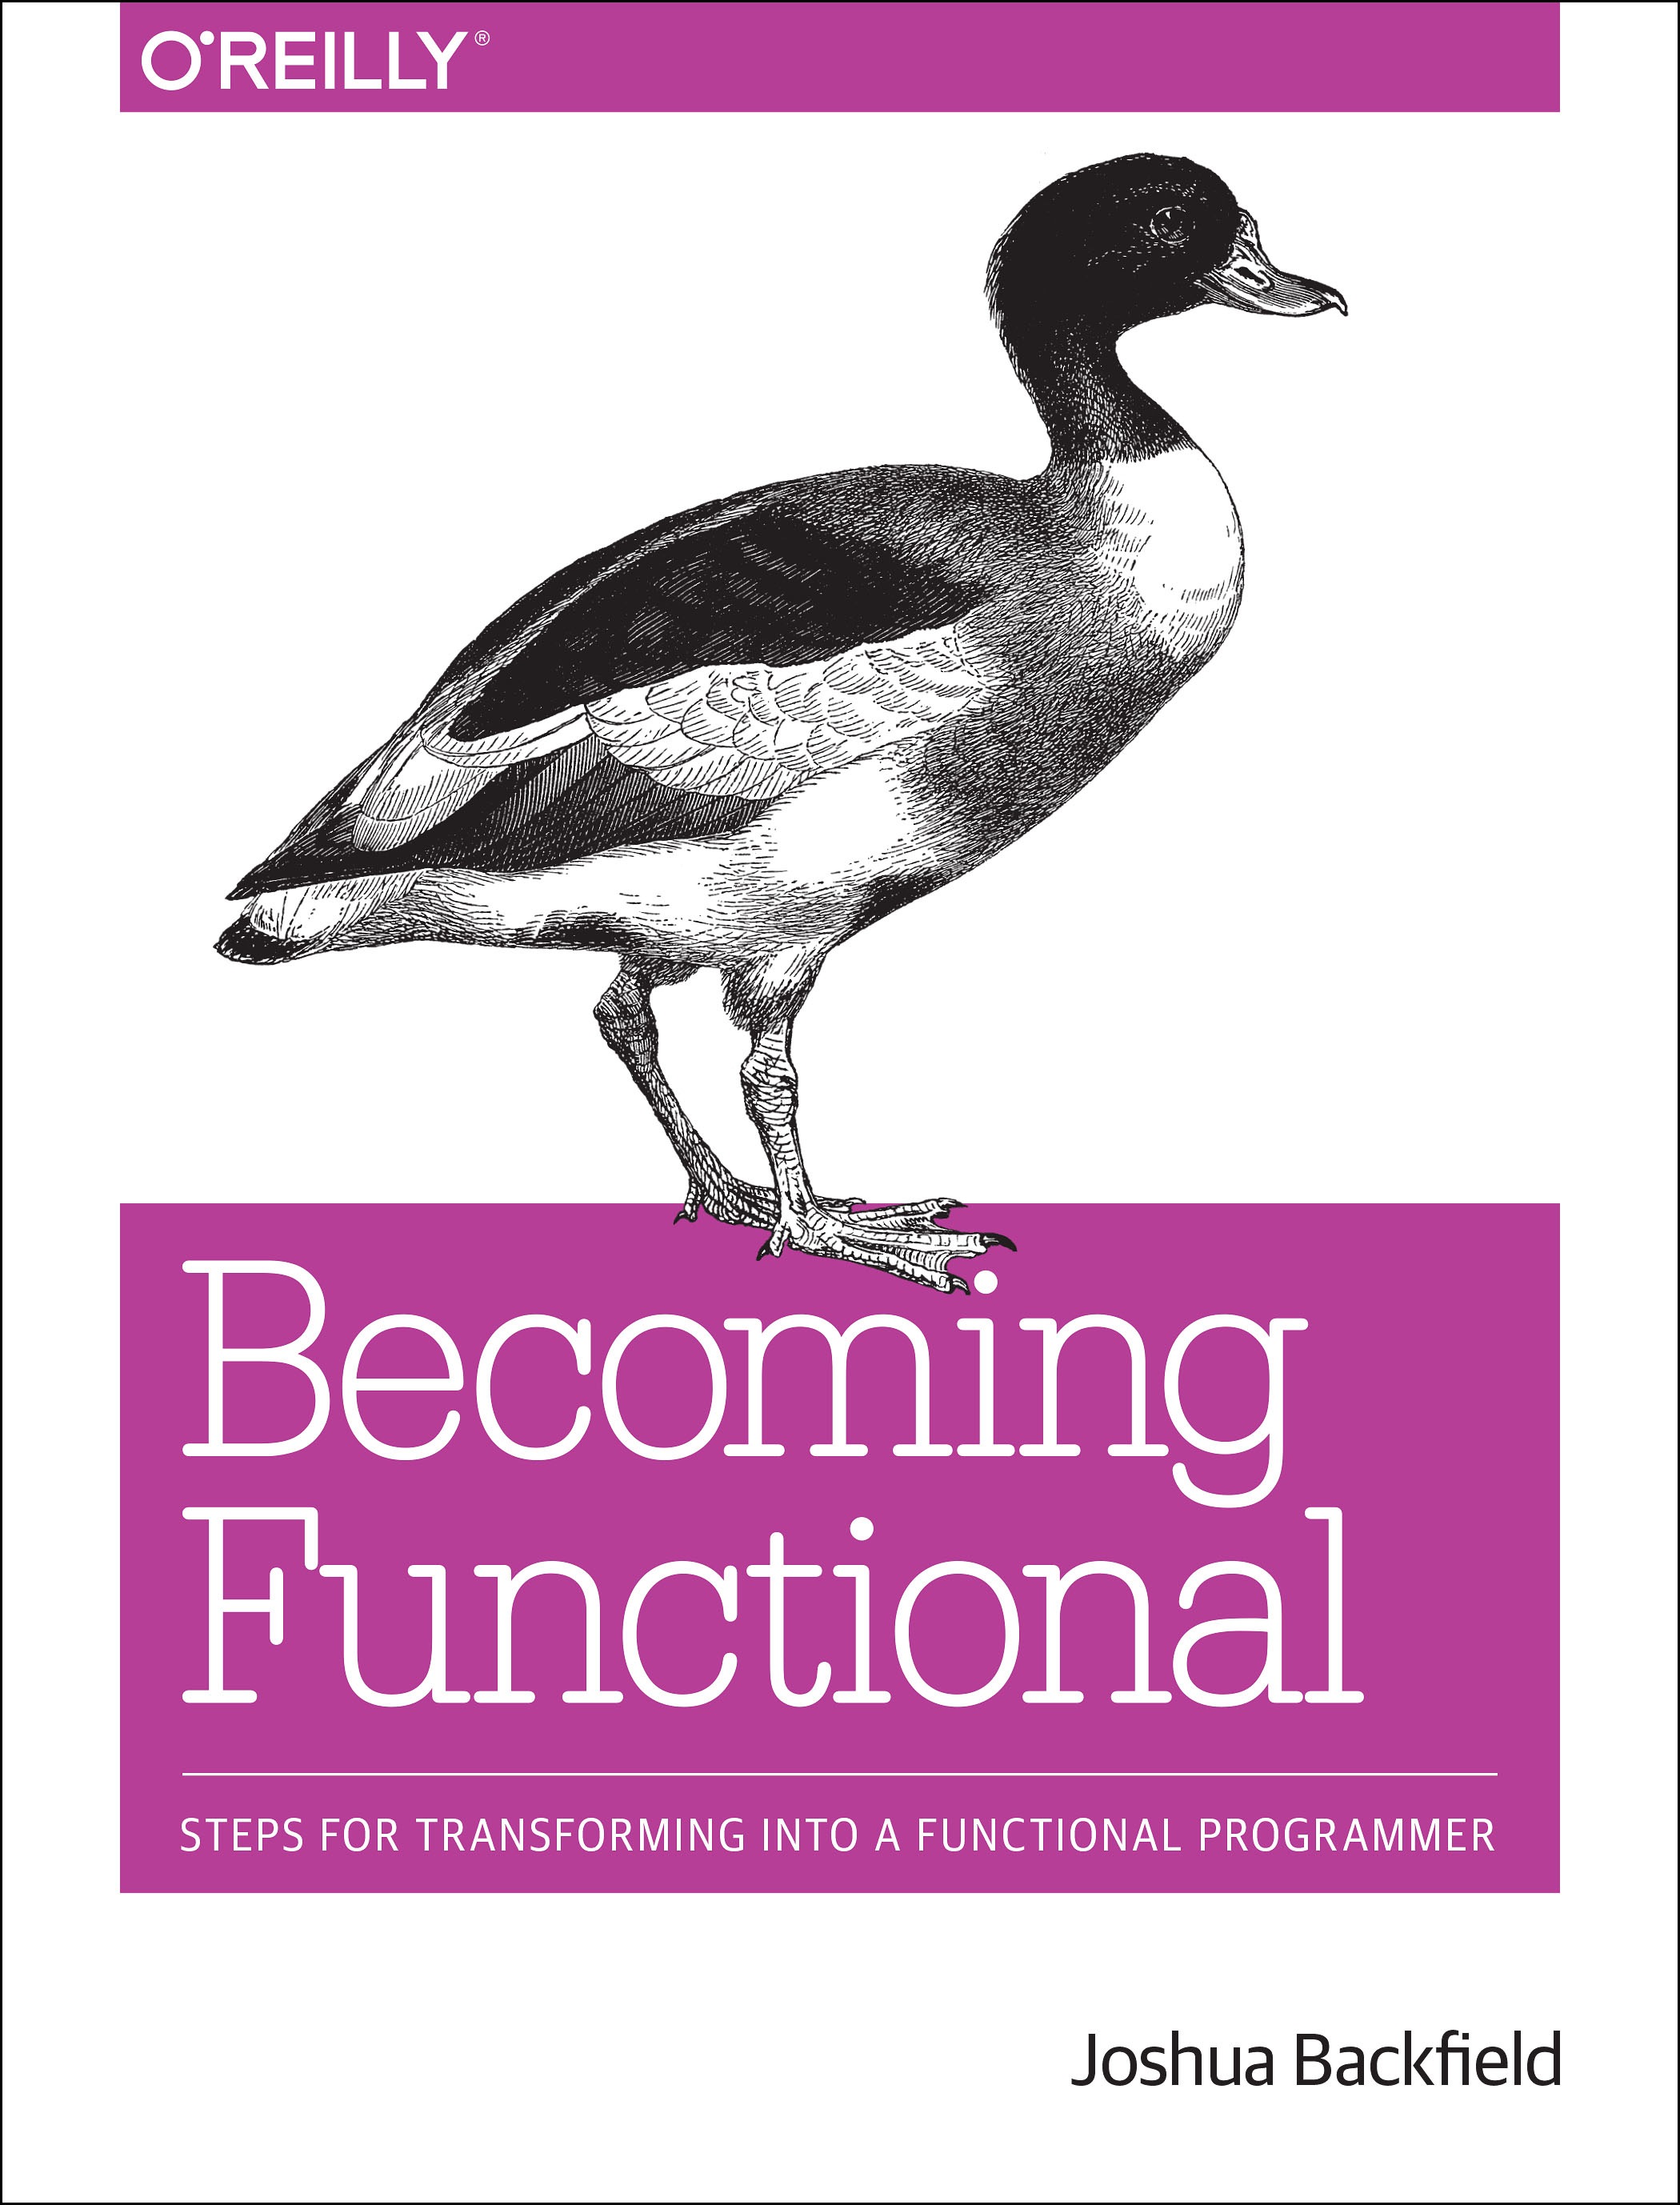 O'REILLY®
Becoming
Functional
STEPS FOR TRANSFORMING INTO A FUNCTIONAL PROGRAMMER
Joshua Backfield